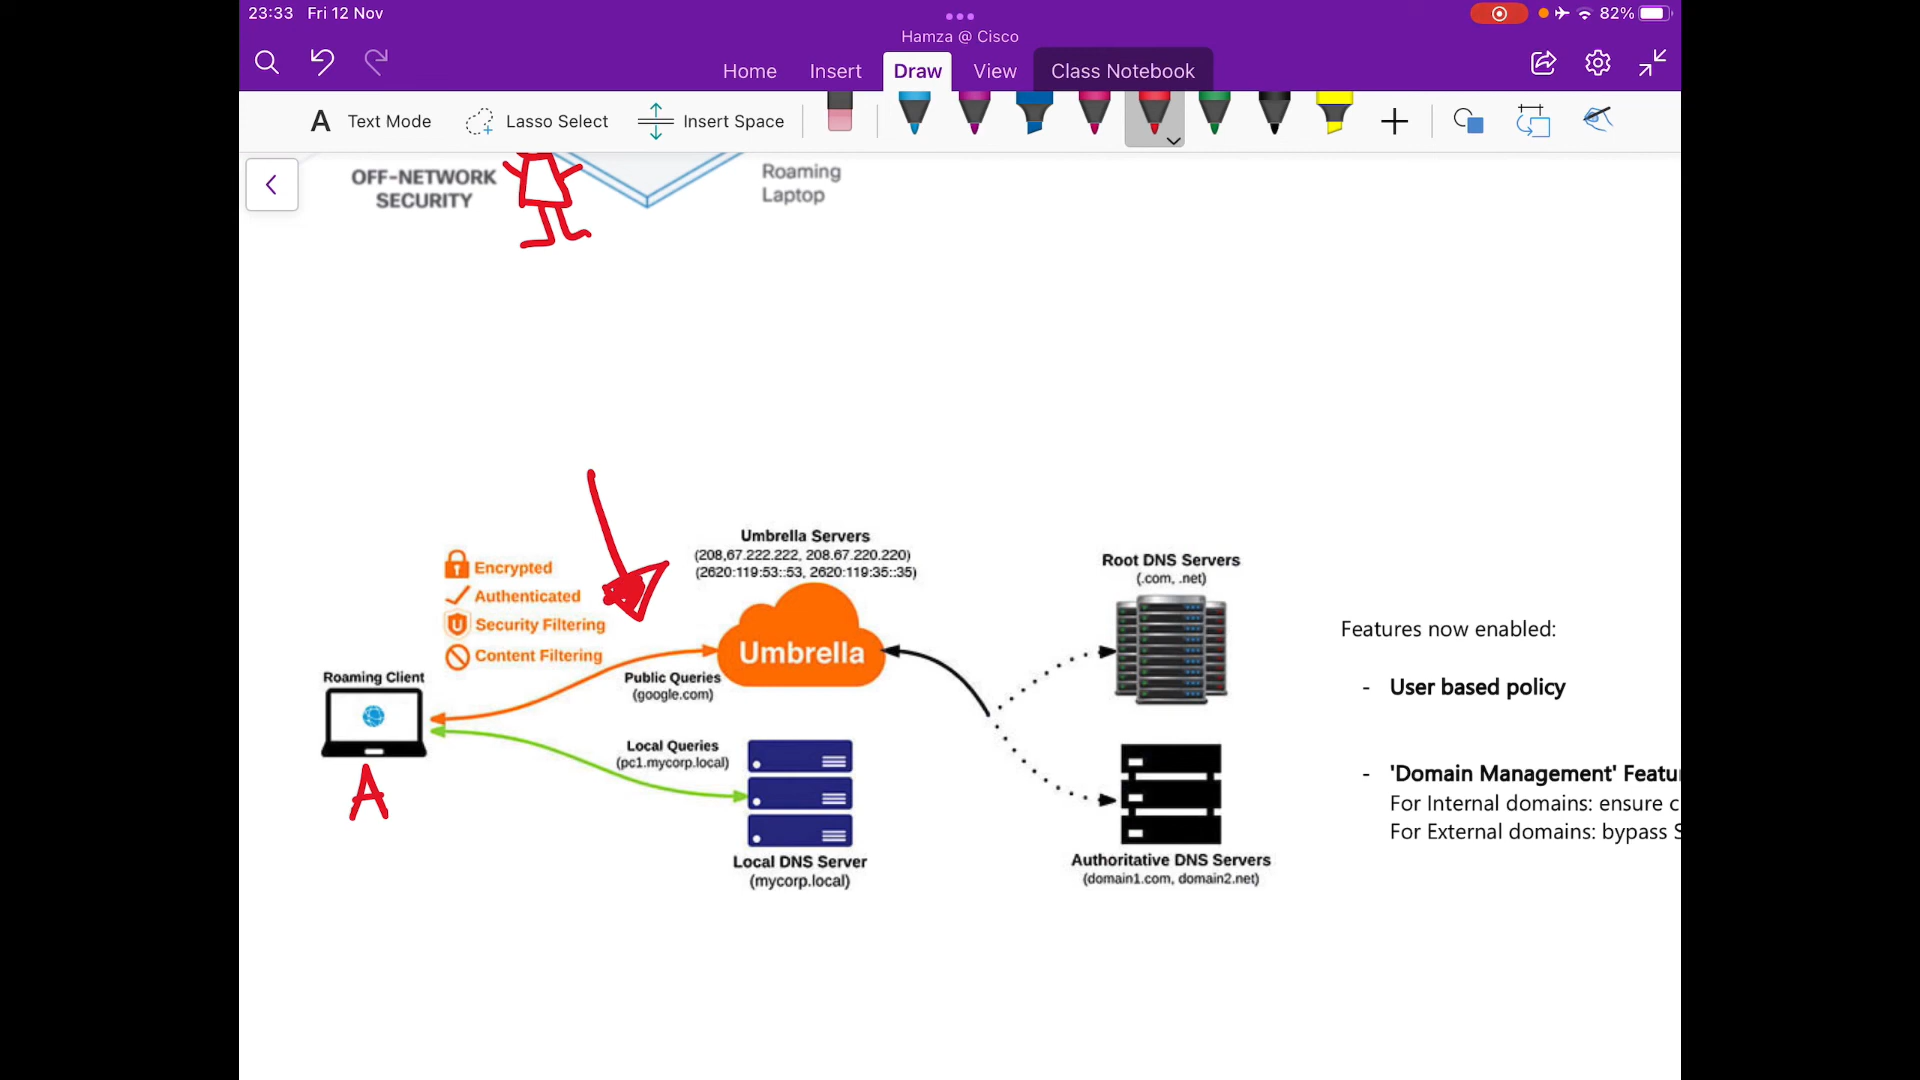 23:33 Fri 12 Nov
82%
Hamza @ Cisco
Home Insert Draw View Class Notebook
A Text Mode Lasso Select Insert Space
OFF-NETWORK
SECURITY
Roaming
Laptop
Umbrella Servers
(208,67.222.222, 208.67.220.220)
(2620:119:53::53, 2620:119:35::35)
Encrypted
Authenticated
Security Filtering
Content Filtering
Umbrella
Public Queries
(google.com)
Roaming Client
A
Local Queries
(pc1.mycorp.local)
Local DNS Server
(mycorp.local)
Root DNS Servers
(.com, .net)
Authoritative DNS Servers
(domain1.com, domain2.net)
Features now enabled:
- User based policy
- 'Domain Management' Featu
For Internal domains: ensure c
For External domains: bypass S